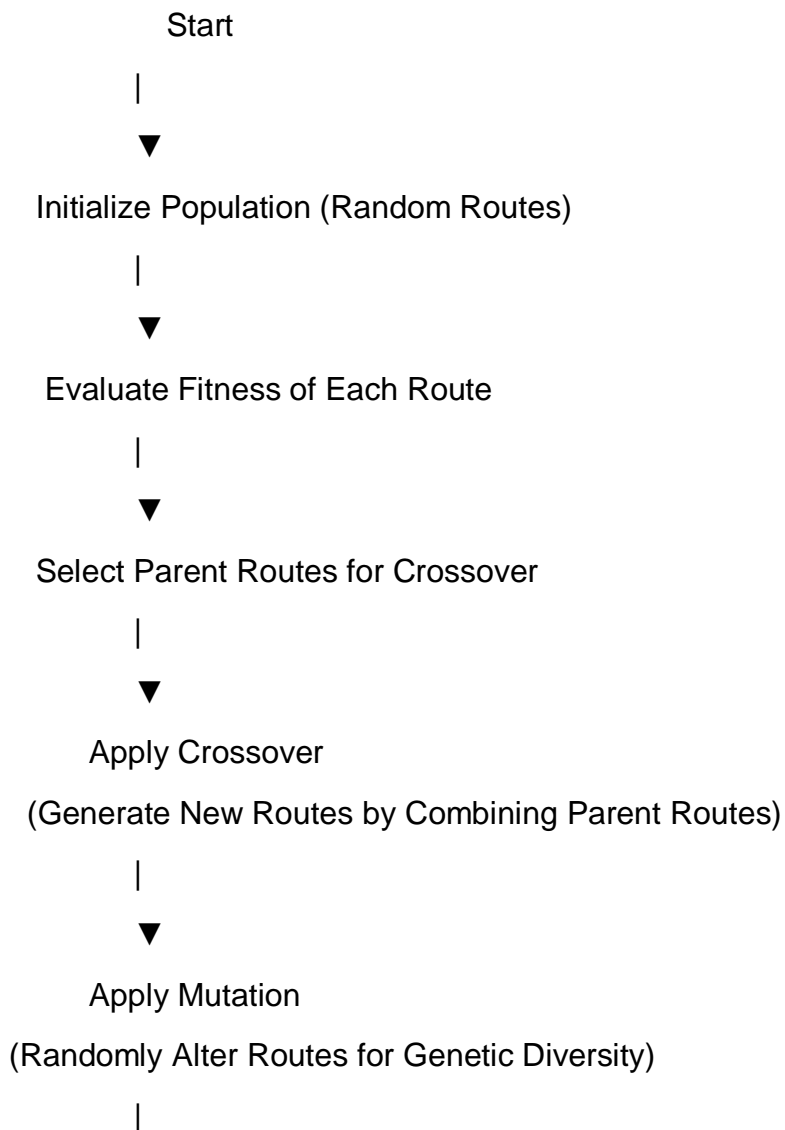 Start
|
▼
Initialize Population (Random Routes)
|
▼
Evaluate Fitness of Each Route
|
▼
Select Parent Routes for Crossover
|
▼
Apply Crossover
(Generate New Routes by Combining Parent Routes)
|
▼
Apply Mutation
(Randomly Alter Routes for Genetic Diversity)
|